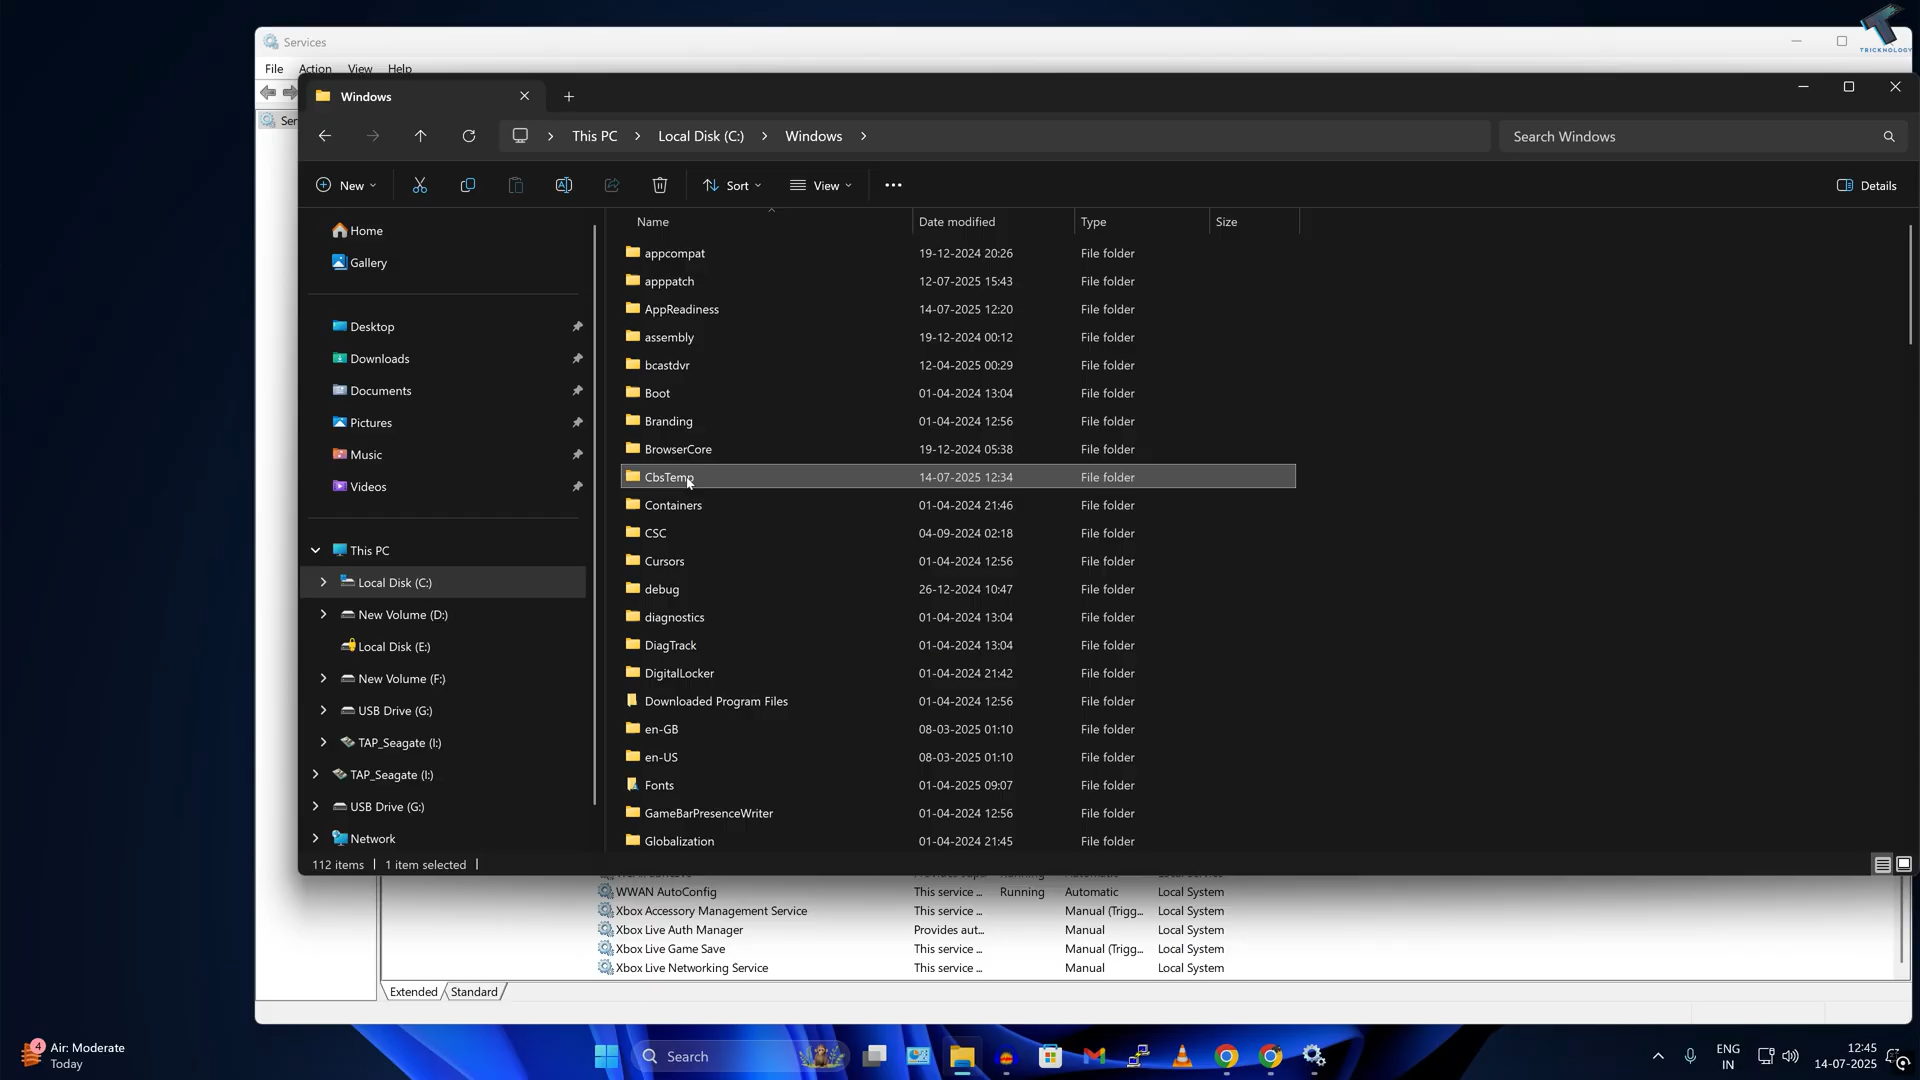 Services
TRICKNOLOGY
File Action View Help
Windows
Ser
This PC Local Disk (C:) Windows
Search Windows
New
Sort
View
Details
Name Date modified Type Size
Home
Gallery
Desktop
Downloads
Documents
Pictures
Music
Videos
This PC
Local Disk (C:)
New Volume (D:)
Local Disk (E:)
New Volume (F:)
USB Drive (G:)
TAP_Seagate (I:)
TAP_Seagate (I:)
USB Drive (G:)
Network
appcompat 19-12-2024 20:26 File folder
apppatch 12-07-2025 15:43 File folder
AppReadiness 14-07-2025 12:20 File folder
assembly 19-12-2024 00:12 File folder
bcastdvr 12-04-2025 00:29 File folder
Boot 01-04-2024 13:04 File folder
Branding 01-04-2024 12:56 File folder
BrowserCore 19-12-2024 05:38 File folder
CbsTemp 14-07-2025 12:34 File folder
Containers 01-04-2024 21:46 File folder
CSC 04-09-2024 02:18 File folder
Cursors 01-04-2024 12:56 File folder
debug 26-12-2024 10:47 File folder
diagnostics 01-04-2024 13:04 File folder
DiagTrack 01-04-2024 13:04 File folder
DigitalLocker 01-04-2024 21:42 File folder
Downloaded Program Files 01-04-2024 12:56 File folder
en-GB 08-03-2025 01:10 File folder
en-US 08-03-2025 01:10 File folder
Fonts 01-04-2025 09:07 File folder
GameBarPresenceWriter 01-04-2024 12:56 File folder
Globalization 01-04-2024 21:45 File folder
112 items 1 item selected
WWAN AutoConfig This service ... Running Automatic Local System
Xbox Accessory Management Service This service ... Manual (Trigg... Local System
Xbox Live Auth Manager Provides aut... Manual Local System
Xbox Live Game Save This service ... Manual (Trigg... Local System
Xbox Live Networking Service This service ... Manual Local System
Extended Standard
4
Air: Moderate
Today
Search
ENG
IN
12:45
14-07-2025